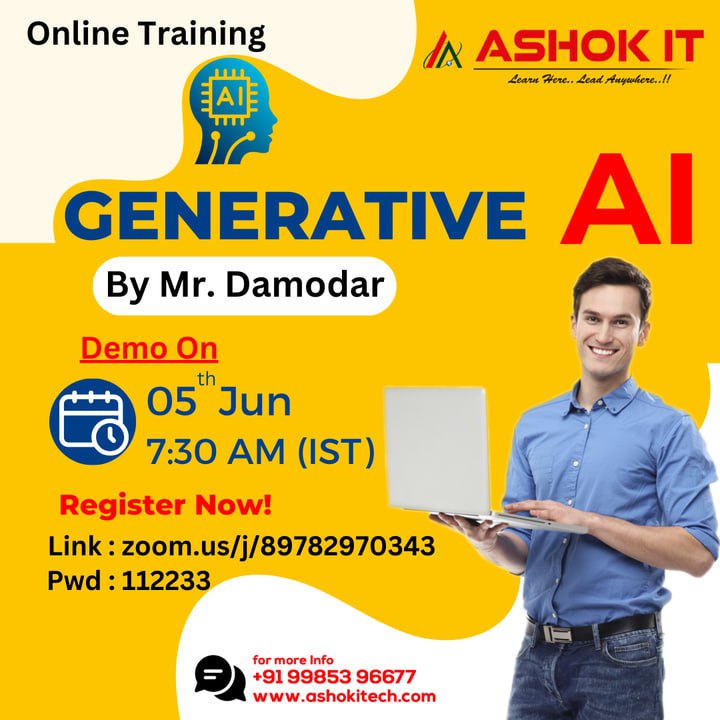 Online Training
ASHOK IT
Learn Here.. Lead Anywhere..!!
AI
GENERATIVE AI
By Mr. Damodar
Demo On
05th Jun
7:30 AM (IST)
Register Now!
Link : zoom.us/j/89782970343
Pwd : 112233
for more Info
+91 99853 96677
www.ashokitech.com